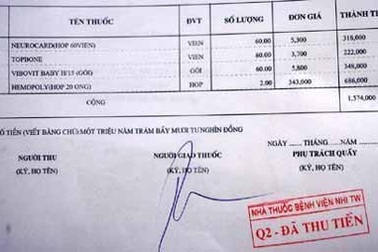 TÊN THUỐC ĐVT SỐ LƯỢNG ĐƠN GIÁ THÀNH TI
NEUROCARD(HOP 60VIEN) VIEN 60.00 5,300 318,000
TOPBONE VIEN 60.00 3,700 222,000
VIBOVIT BABY H/15 (GÓI) GÓI 60.00 5,800 348,000
HEMOPOLY(HOP 20 ONG) HOP 2.00 343,000 686,000
CỘNG 1,574,000
Ố TIỀN (VIẾT BẰNG CHỮ) MỘT TRIỆU NĂM TRĂM BẨY MƯƠI TƯ NGHÌN ĐỒNG
NGÀY ..... THÁNG ..... NĂM
NGƯỜI THU NGƯỜI GIAO THUỐC PHỤ TRÁCH QUẦY
(KÝ, HỌ TÊN) (KÝ, HỌ TÊN) (KÝ, HỌ TÊN)
NHÀ THUỐC BỆNH VIỆN NHI TW
Q2 - ĐÃ THU TIỀN